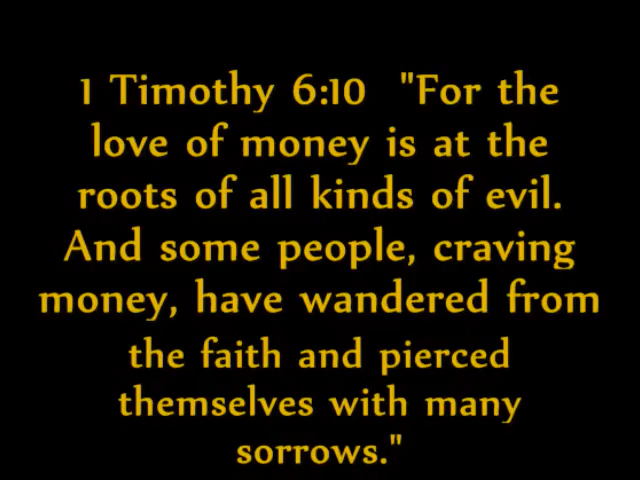 1 Timothy 6:10 "For the
love of money is at the
roots of all kinds of evil.
And some people, craving
money, have wandered from
the faith and pierced
themselves with many
sorrows."